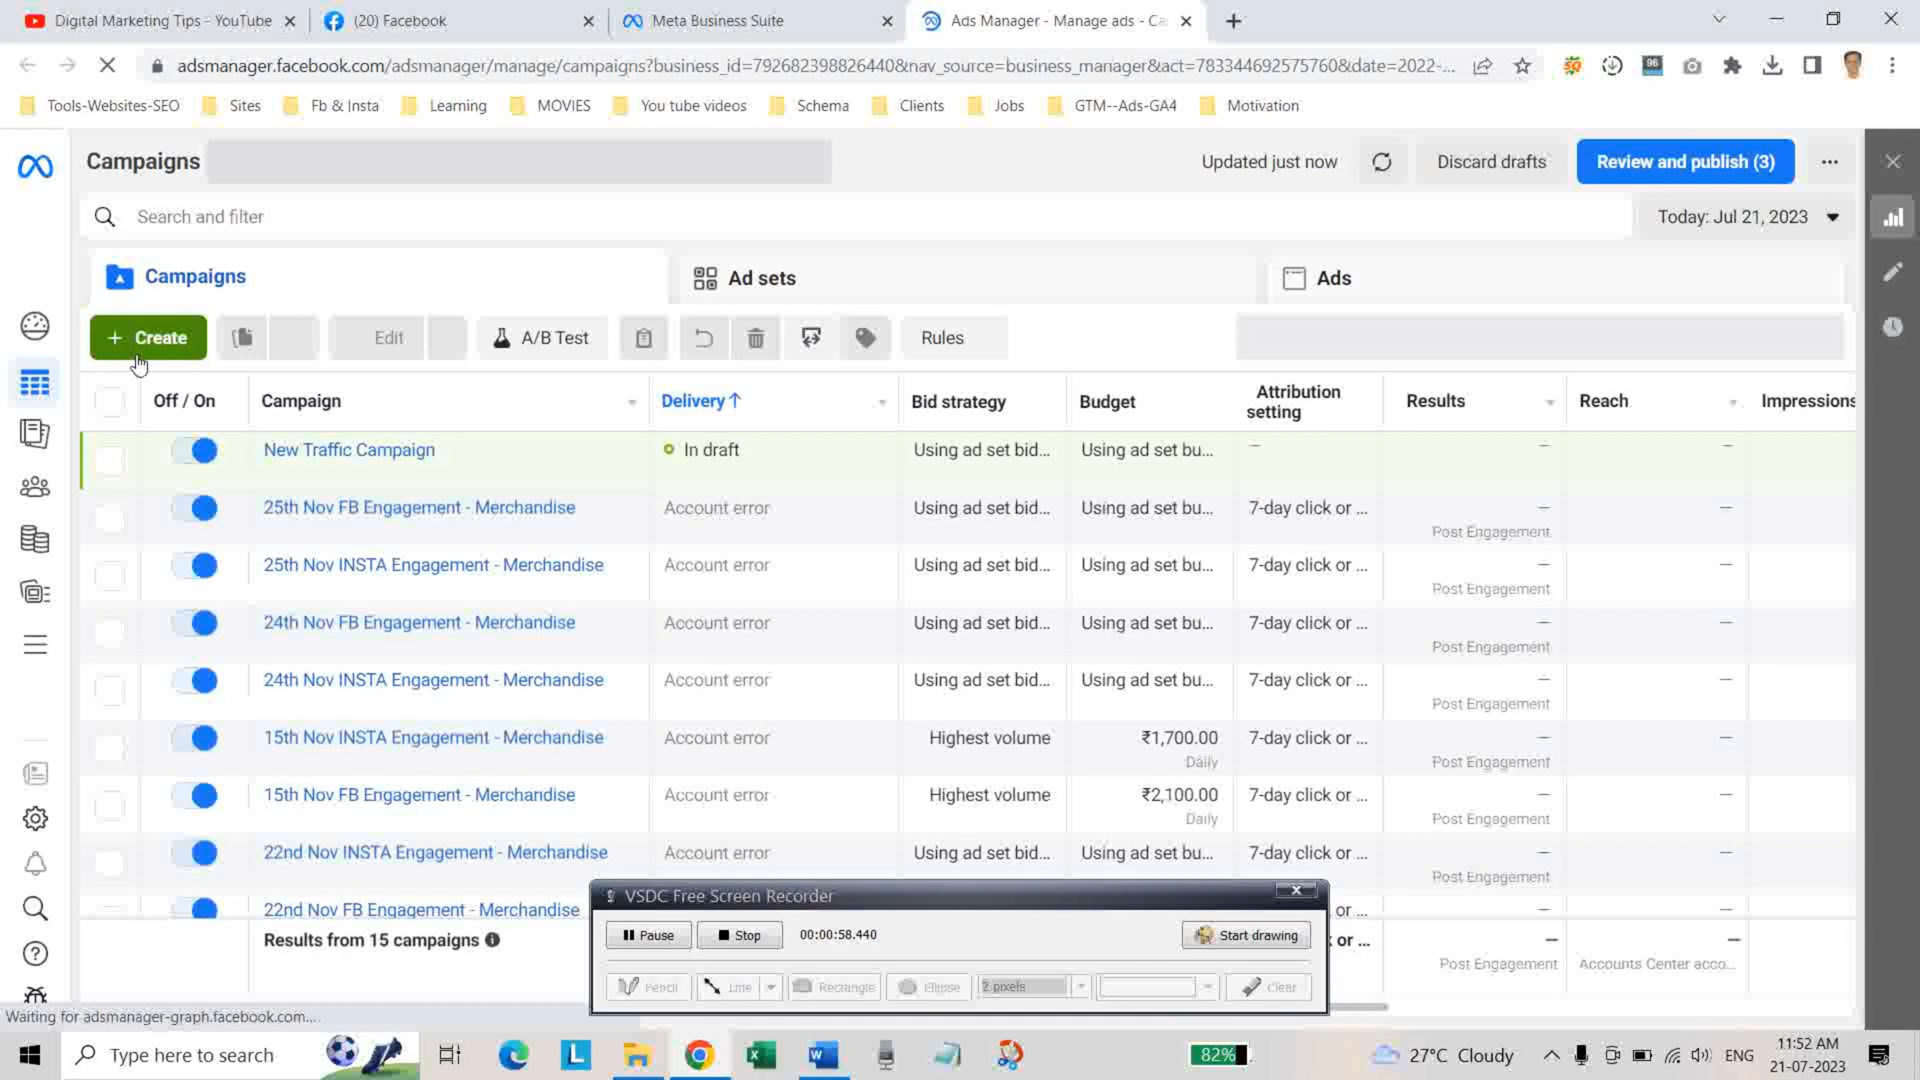 Digital Marketing Tips - YouTube
(20) Facebook
Meta Business Suite
Ads Manager - Manage ads - Ca
adsmanager.facebook.com/adsmanager/manage/campaigns?business_id=792682398826440&nav_source=business_manager&act=783344692575760&date=2022-...
96
Tools-Websites-SEO
Sites
Fb & Insta
Learning
MOVIES
You tube videos
Schema
Clients
Jobs
GTM--Ads-GA4
Motivation
Campaigns
Updated just now
Discard drafts
Review and publish (3)
Search and filter
Today: Jul 21, 2023
Campaigns
Ad sets
Ads
+ Create
Edit
A/B Test
Rules
Off / On
Campaign
Delivery ↑
Bid strategy
Budget
Attribution
setting
Results
Reach
Impressions
New Traffic Campaign
In draft
Using ad set bid...
Using ad set bu...
—
—
—
25th Nov FB Engagement - Merchandise
Account error
Using ad set bid...
Using ad set bu...
7-day click or ...
—
—
Post Engagement
25th Nov INSTA Engagement - Merchandise
Account error
Using ad set bid...
Using ad set bu...
7-day click or ...
—
—
Post Engagement
24th Nov FB Engagement - Merchandise
Account error
Using ad set bid...
Using ad set bu...
7-day click or ...
—
—
Post Engagement
24th Nov INSTA Engagement - Merchandise
Account error
Using ad set bid...
Using ad set bu...
7-day click or ...
—
—
Post Engagement
15th Nov INSTA Engagement - Merchandise
Account error
Highest volume
₹1,700.00
7-day click or ...
—
—
Daily
Post Engagement
15th Nov FB Engagement - Merchandise
Account error
Highest volume
₹2,100.00
7-day click or ...
—
—
Daily
Post Engagement
22nd Nov INSTA Engagement - Merchandise
Account error
Using ad set bid...
Using ad set bu...
7-day click or ...
—
—
Post Engagement
22nd Nov FB Engagement - Merchandise
or ...
—
—
Results from 15 campaigns
or ...
—
—
Post Engagement
Accounts Center acco...
VSDC Free Screen Recorder
Pause
Stop
00:00:58.440
Start drawing
Pencil
Line
Rectangle
Ellipse
2 pixels
Clear
Waiting for adsmanager-graph.facebook.com...
Type here to search
82%
27°C Cloudy
ENG
11:52 AM
21-07-2023